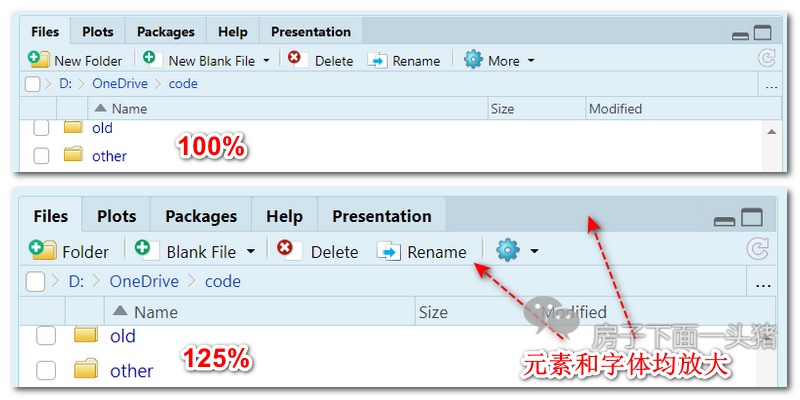 Files Plots Packages Help Presentation
New Folder New Blank File Delete Rename More
D: OneDrive code ...
Name Size Modified
old
other
100%
Files Plots Packages Help Presentation
Folder Blank File Delete Rename
D: OneDrive code ...
Name Size Modified
old
other
125%
房子下面一头猪
元素和字体均放大